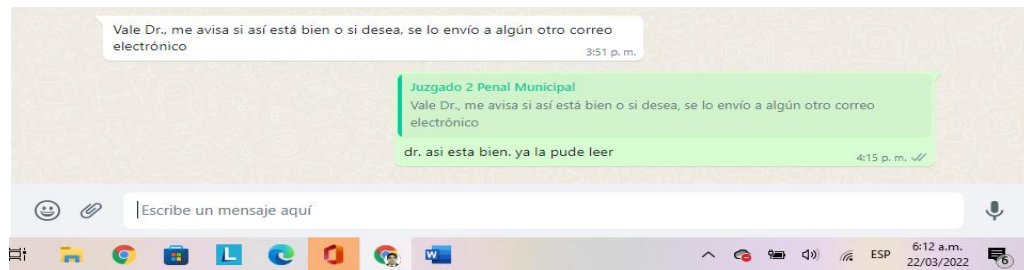 Vale Dr., me avisa si así está bien o si desea, se lo envío a algún otro correo
electrónico
3:51 p. m.
Juzgado 2 Penal Municipal
Vale Dr., me avisa si así está bien o si desea, se lo envío a algún otro correo
electrónico
dr. asi esta bien. ya la pude leer
4:15 p. m.
Escribe un mensaje aquí
L
W
ESP
6:12 a.m.
22/03/2022
6